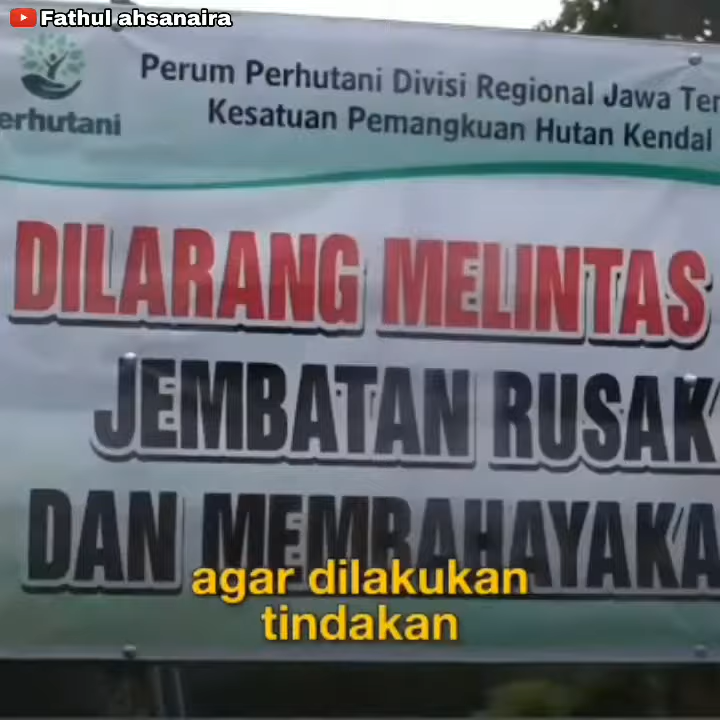 Fathul ahsanaira
Perum Perhutani Divisi Regional Jawa Ter
erhutani
Kesatuan Pemangkuan Hutan Kendal
DILARANG MELINTAS
JEMBATAN RUSAK
DAN MEMBAHAYAKA
agar dilakukan
tindakan